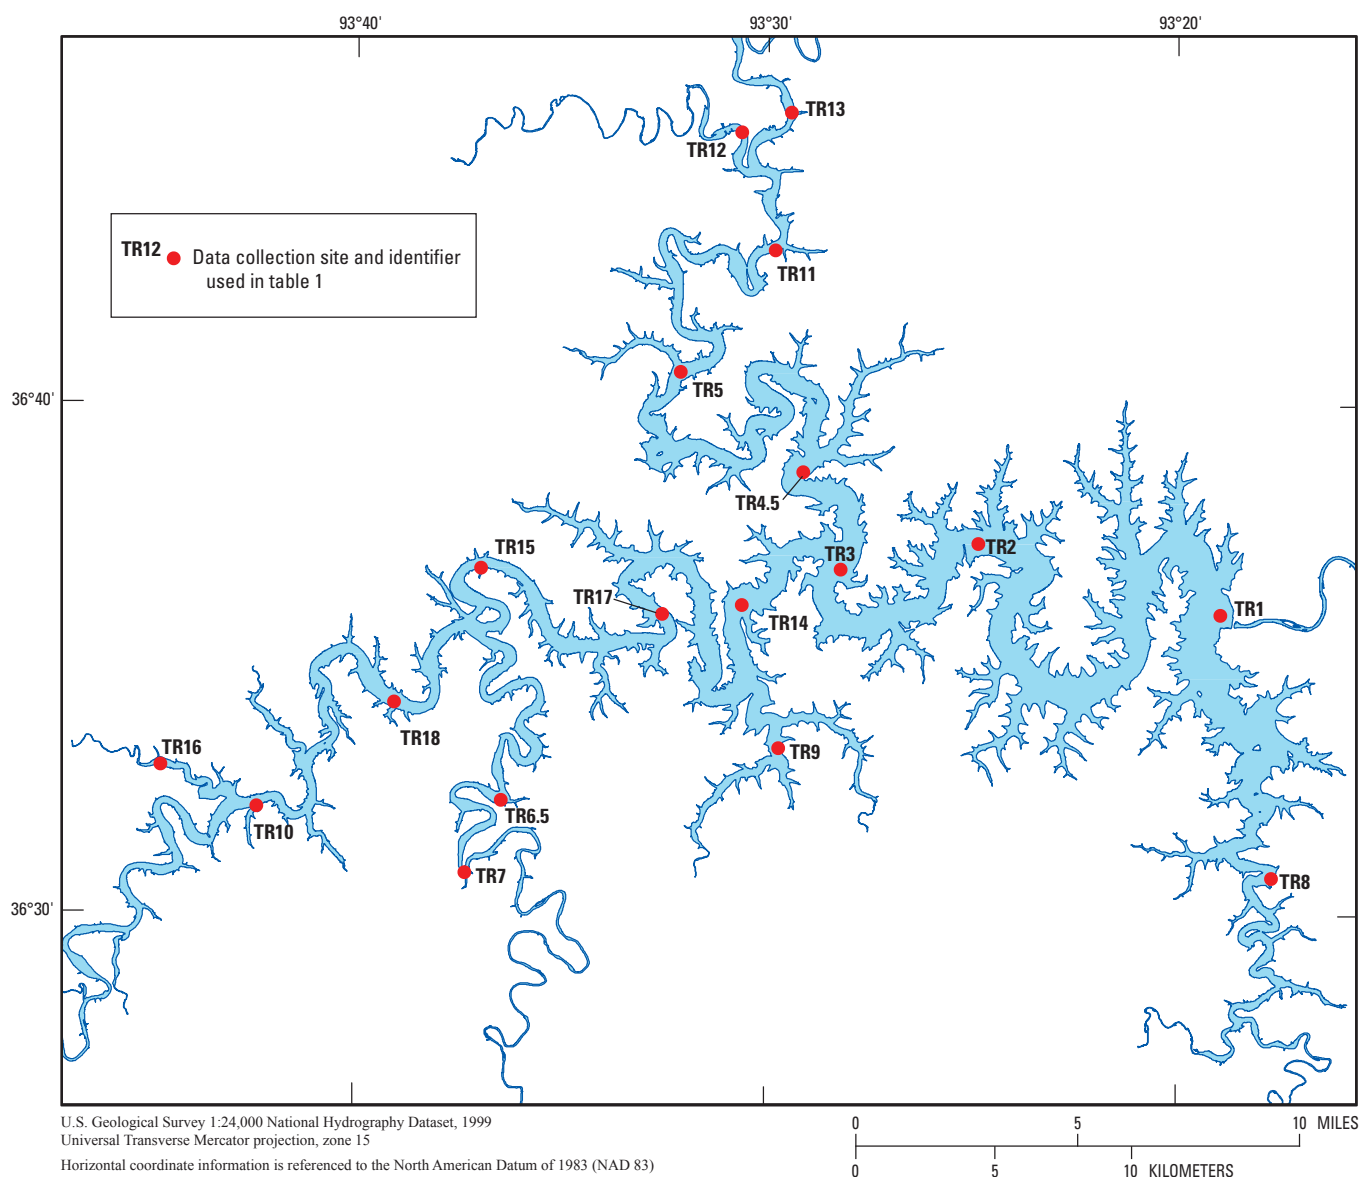 93°40'
93°30'
93°20'
TR13
TR12
TR12
Data collection site and identifier
used in table 1
TR11
TR5
36°40'
TR4.5
TR15
TR3
TR2
TR17
TR14
TR1
TR18
TR16
TR9
TR6.5
TR10
TR7
TR8
36°30'
U.S. Geological Survey 1:24,000 National Hydrography Dataset, 1999
Universal Transverse Mercator projection, zone 15
Horizontal coordinate information is referenced to the North American Datum of 1983 (NAD 83)
0 5 10 MILES
0 5 10 KILOMETERS